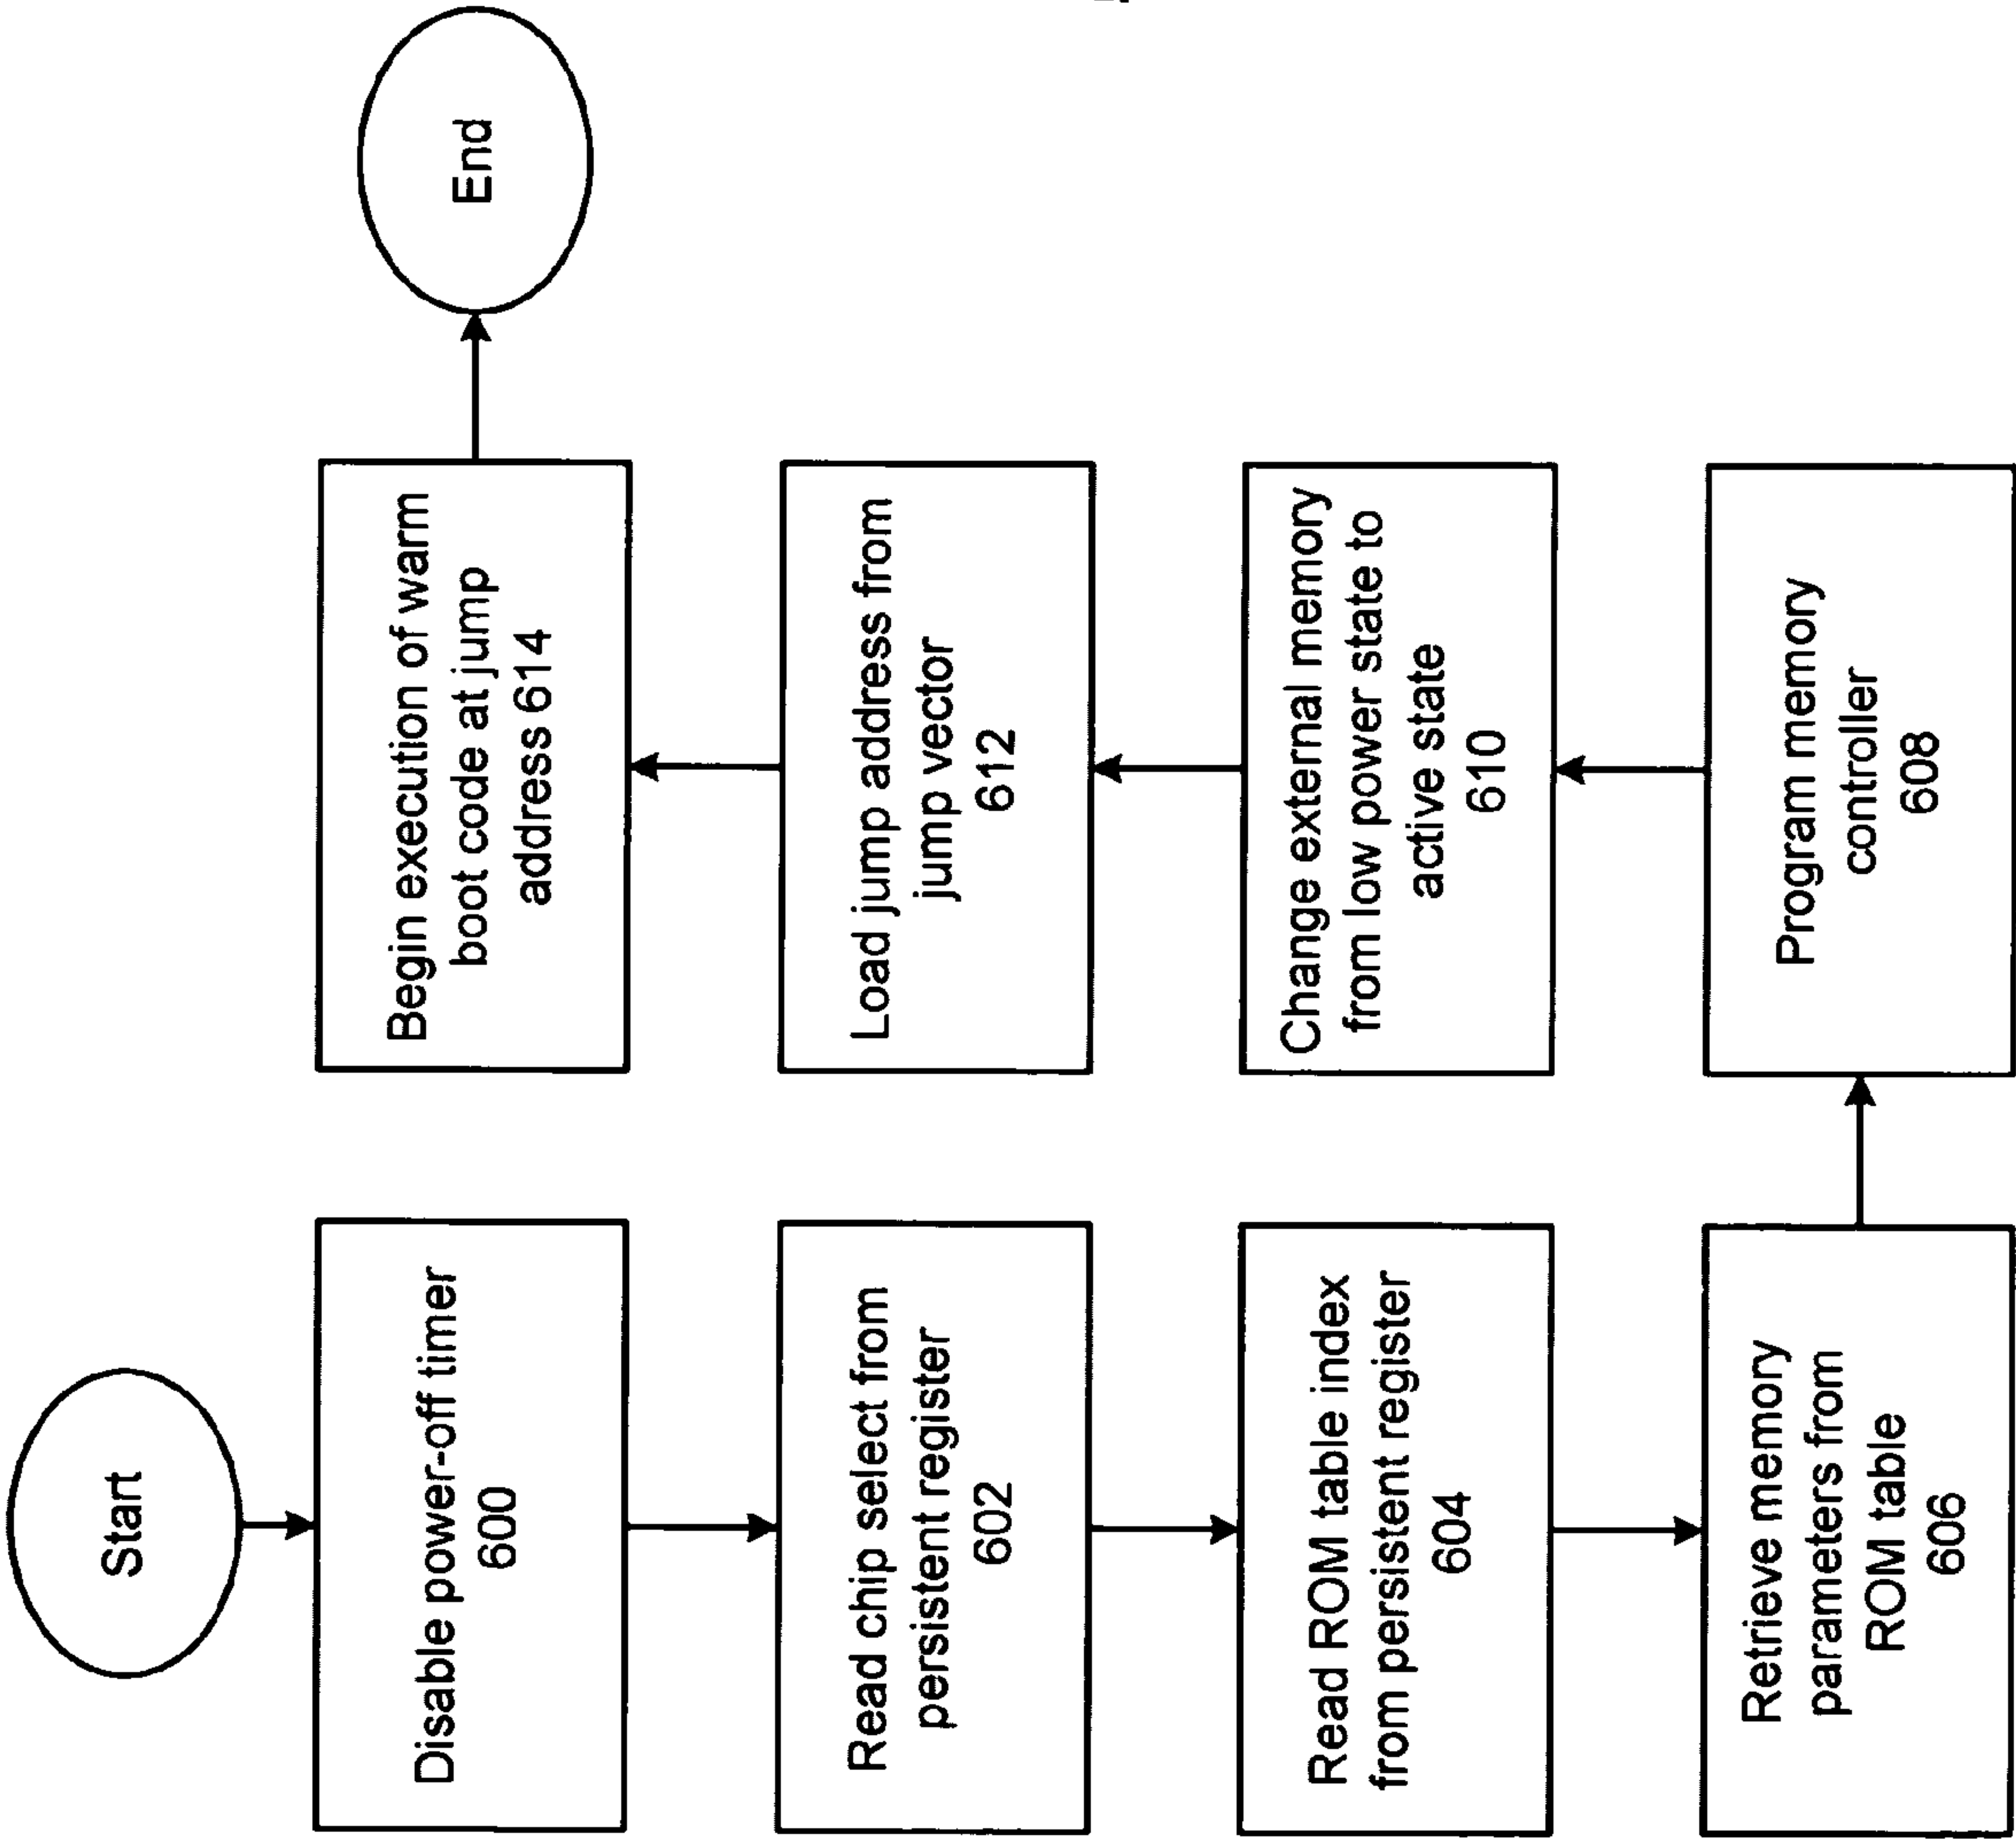 Start
Disable power-off timer
600
Read chip select from
persistent register
602
Read ROM table index
from persistent register
604
Retrieve memory
parameters from
ROM table
606
Program memory
controller
608
Change external memory
from low power state to
active state
610
Load jump address from
jump vector
612
Begin execution of warm
boot code at jump
address 614
End